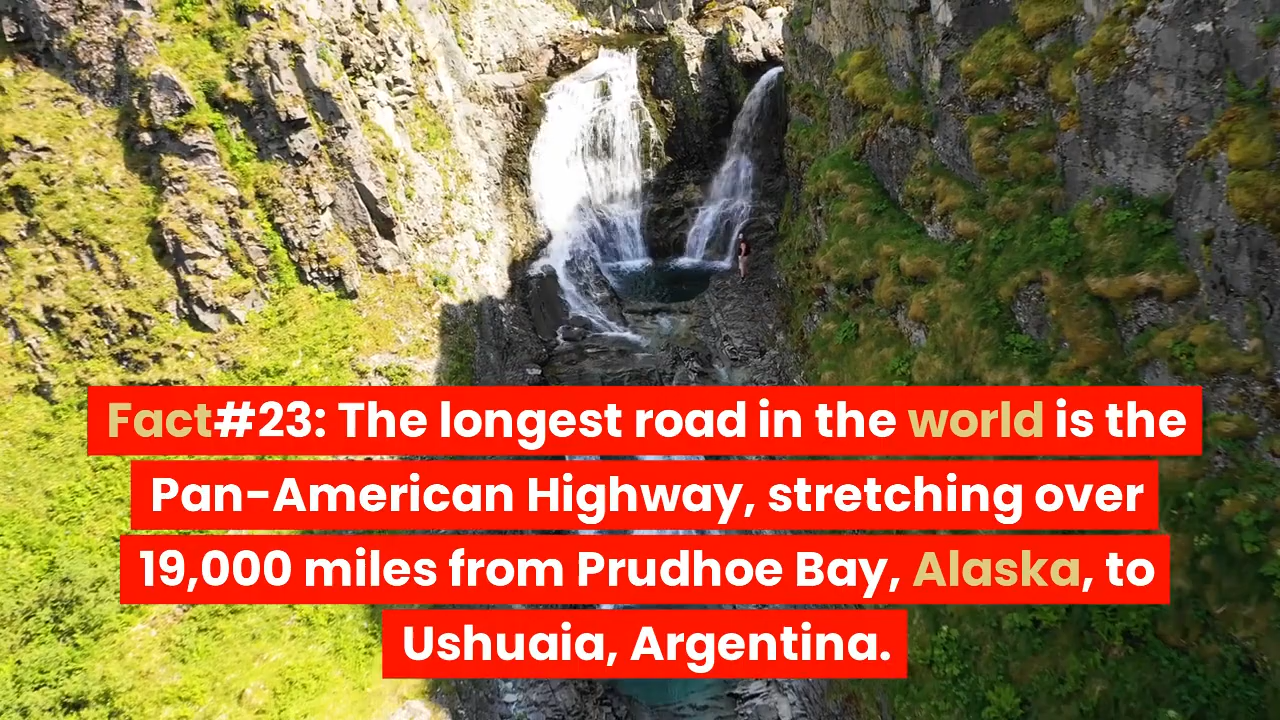 Fact#23: The longest road in the world is the
Pan-American Highway, stretching over
19,000 miles from Prudhoe Bay, Alaska, to
Ushuaia, Argentina.